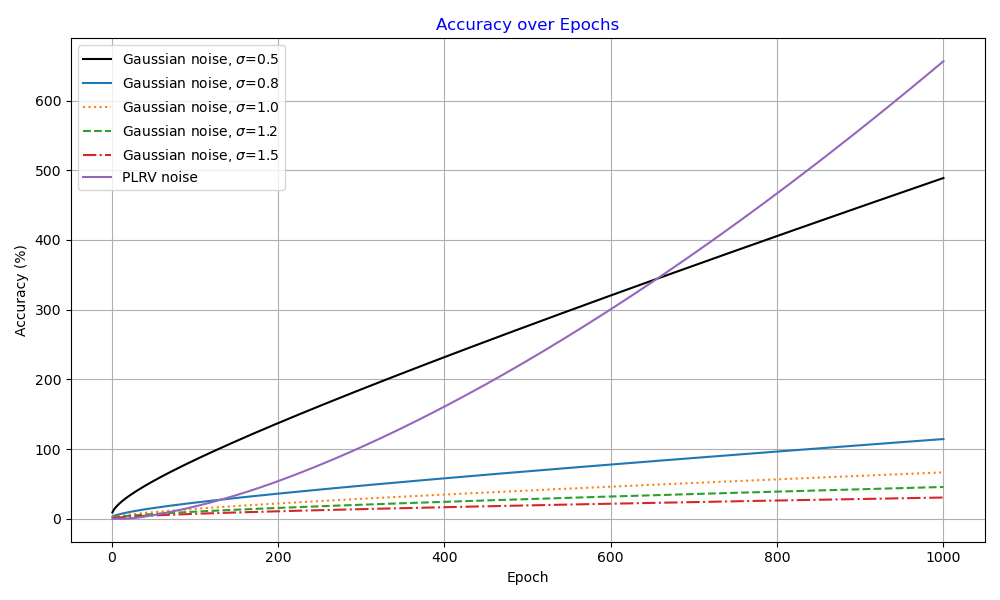 Accuracy over Epochs
Gaussian noise, σ=0.5
Gaussian noise, σ=0.8
Gaussian noise, σ=1.0
Gaussian noise, σ=1.2
Gaussian noise, σ=1.5
PLRV noise
Accuracy (%)
600
500
400
300
200
100
0
0 200 400 600 800 1000
Epoch